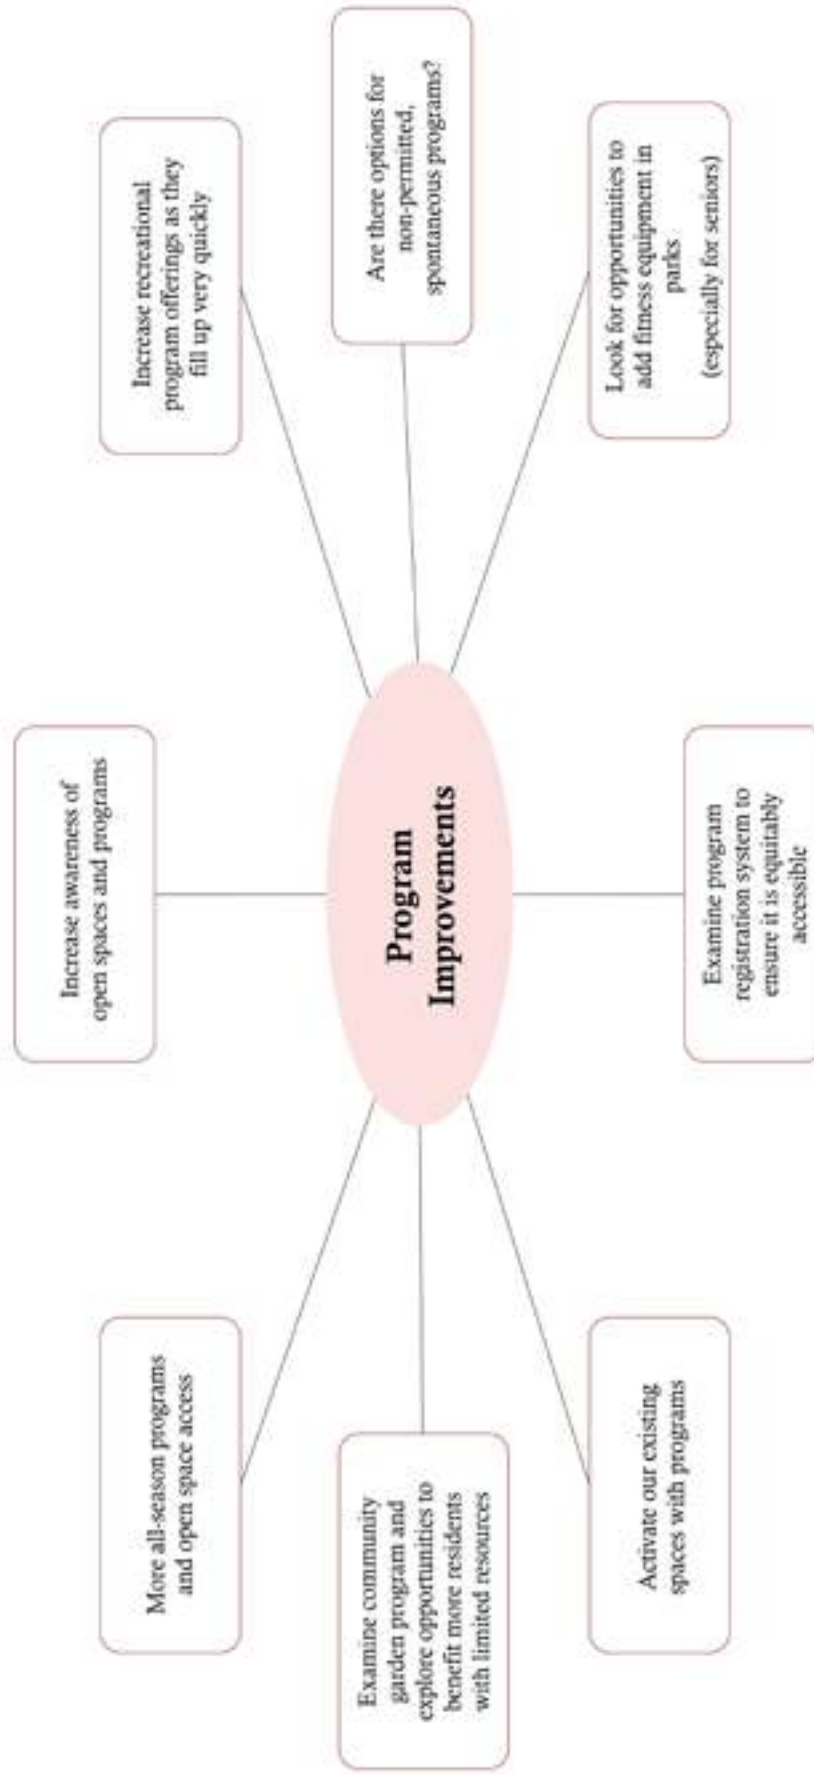 Increase awareness of
open spaces and programs
More all-season programs
and open space access
Increase recreational
program offerings as they
fill up very quickly
Examine community
garden program and
explore opportunities to
benefit more residents
with limited resources
Program
Improvements
Are there options for
non-permitted,
spontaneous programs?
Activate our existing
spaces with programs
Look for opportunities to
add fitness equipment in
parks
(especially for seniors)
Examine program
registration system to
ensure it is equitably
accessible